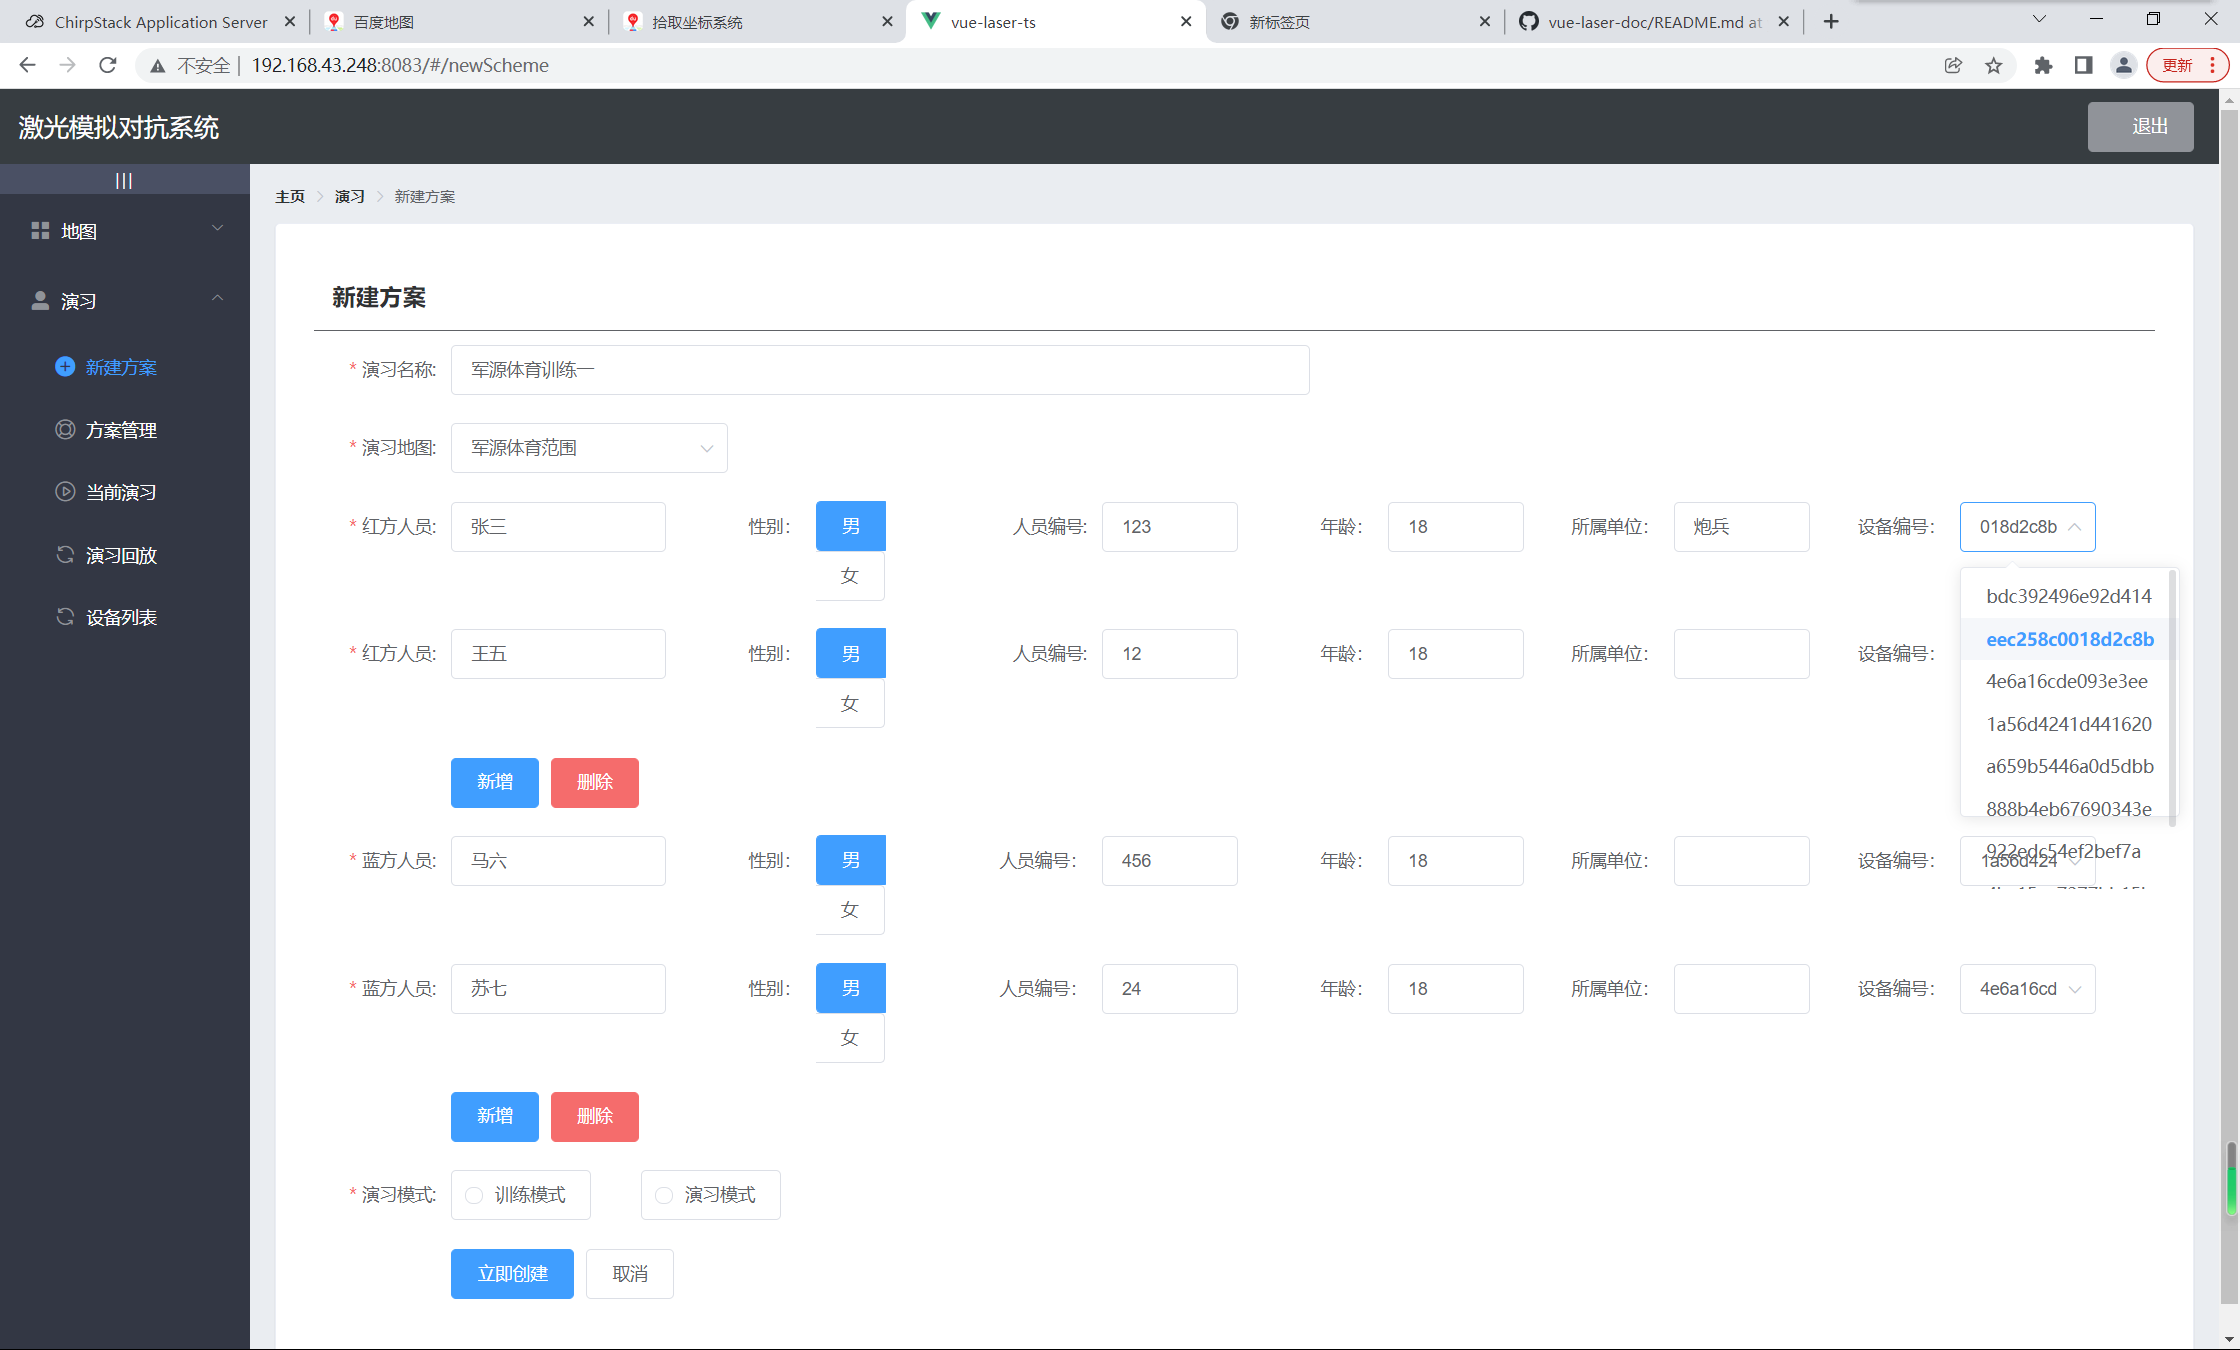 ChirpStack Application Server
百度地图
拾取坐标系统
vue-laser-ts
新标签页
vue-laser-doc/README.md at
不安全 192.168.43.248:8083/#/newScheme
更新
激光模拟对抗系统
退出
|||
地图
演习
新建方案
方案管理
当前演习
演习回放
设备列表
主页 演习 新建方案
新建方案
* 演习名称: 军源体育训练一
* 演习地图: 军源体育范围
* 红方人员: 张三 性别: 男 女 人员编号: 123 年龄: 18 所属单位: 炮兵 设备编号: 018d2c8b
bdc392496e92d414
eec258c0018d2c8b
4e6a16cde093e3ee
1a56d4241d441620
a659b5446a0d5dbb
888b4eb67690343e
922edc54ef2bef7a
* 红方人员: 王五 性别: 男 女 人员编号: 12 年龄: 18 所属单位: 设备编号:
新增 删除
* 蓝方人员: 马六 性别: 男 女 人员编号: 456 年龄: 18 所属单位: 设备编号: 1a56d424
* 蓝方人员: 苏七 性别: 男 女 人员编号: 24 年龄: 18 所属单位: 设备编号: 4e6a16cd
新增 删除
* 演习模式: 训练模式 演习模式
立即创建 取消